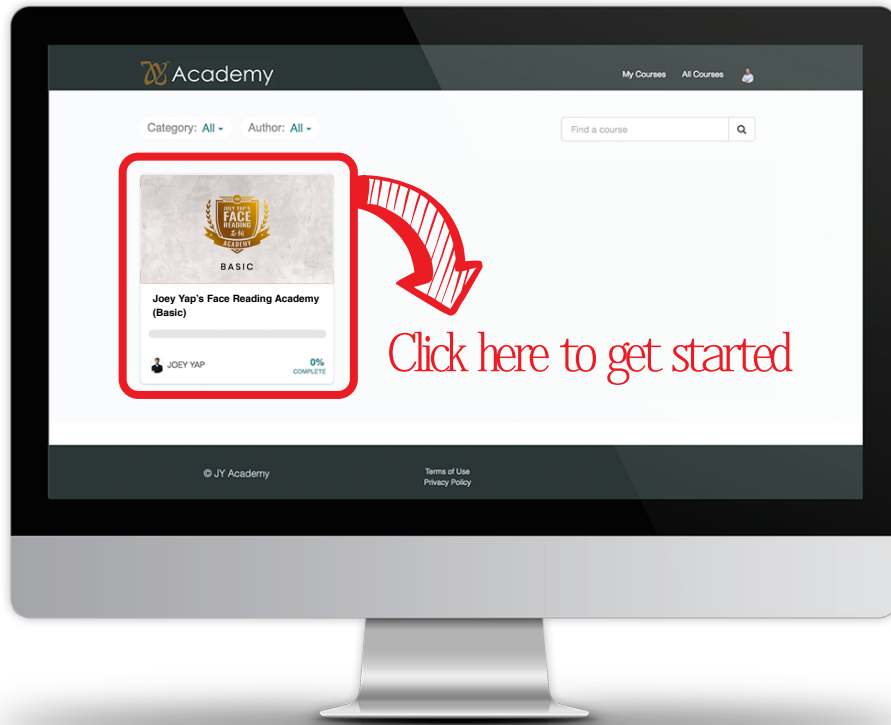 Academy
My Courses All Courses
Category: All Author: All
Find a course
JOEY YAP'S
FACE
READING
ACADEMY
BASIC
Joey Yap's Face Reading Academy
(Basic)
JOEY YAP
0%
COMPLETE
Click here to get started
© JY Academy
Terms of Use
Privacy Policy